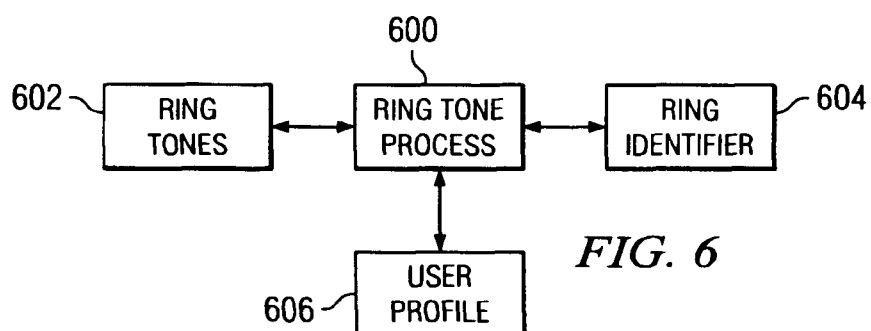 600
602
RING
TONES
RING TONE
PROCESS
RING
IDENTIFIER
604
606
USER
PROFILE
FIG. 6